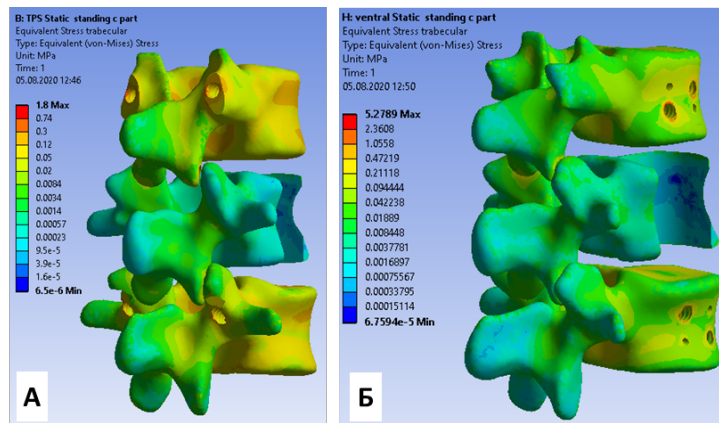 B: TPS Static standing c part
Equivalent Stress trabecular
Type: Equivalent (von-Mises) Stress
Unit: MPa
Time: 1
05.08.2020 12:46
1.8 Max
0.74
0.3
0.12
0.05
0.02
0.0084
0.0034
0.0014
0.00057
0.00023
9.5e-5
3.9e-5
1.6e-5
6.5e-6 Min
А
H: ventral Static standing c part
Equivalent Stress trabecular
Type: Equivalent (von-Mises) Stress
Unit: MPa
Time: 1
05.08.2020 12:50
5.2789 Max
2.3608
1.0558
0.47219
0.21118
0.094444
0.042238
0.01889
0.008448
0.0037781
0.0016897
0.00075567
0.00033795
0.00015114
6.7594e-5 Min
Б